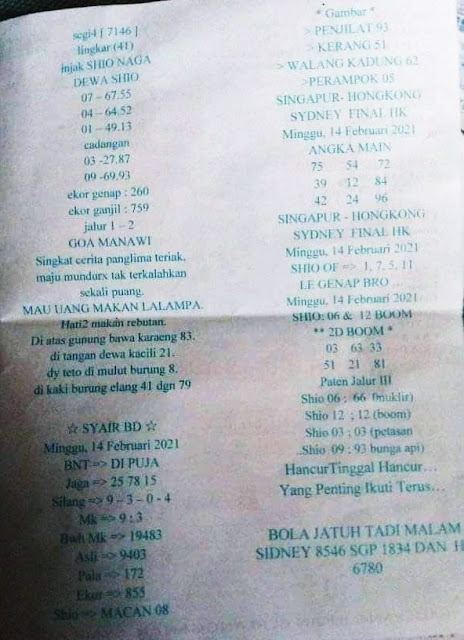 segi4 [ 7146 ]
lingkar (41)
injak SHIO NAGA
DEWA SHIO
07 – 67.55
04 – 64.52
01 – 49.13
cadangan
03 -27.87
09 -69.93
ekor genap : 260
ekor ganjil : 759
jalur 1 – 2
GOA MANAWI
Singkat cerita panglima teriak,
maju mundurx tak terkalahkan
sekali puang.
MAU UANG MAKAN LALAMPA.
Hati2 makan rebutan.
Di atas gunung bawa karaeng 83.
di tangan dewa kacili 21.
dy teto di mulut burung 8.
di kaki burung elang 41 dgn 79
☆ SYAIR BD ☆
Minggu, 14 Februari 2021
BNT => DI PUJA
Jaga => 25 78 15
Silang => 9 – 3 – 0 - 4
Mk => 9 : 3
Bwh Mk => 19483
Asli => 9403
Pala => 172
Ekor => 855
Shio => MACAN 08
* Gambar *
> PENJILAT 93
> KERANG 51
> WALANG KADUNG 62
>PERAMPOK 05
SINGAPUR- HONGKONG
SYDNEY FINAL HK
Minggu, 14 Februari 2021
ANGKA MAIN
75 54 72
39 12 84
42 24 96
SINGAPUR - HONGKONG
SYDNEY FINAL HK
Minggu, 14 Februari 2021
SHIO OF => 1, 7, 5, 11
LE GENAP BRO ...
Minggu, 14 Februari 2021
SHIO: 06 & 12 BOOM
** 2D BOOM *
03 63 33
51 21 81
Paten Jalur III
Shio 06 ; 66 (nuklir)
Shio 12 ; 12 (boom)
Shio 03 ; 03 (petasan
..Shio 09 ; 93 bunga api)
HancurTinggal Hancur...
Yang Penting Ikuti Terus...
BOLA JATUH TADI MALAM
SIDNEY 8546 SGP 1834 DAN H
6780